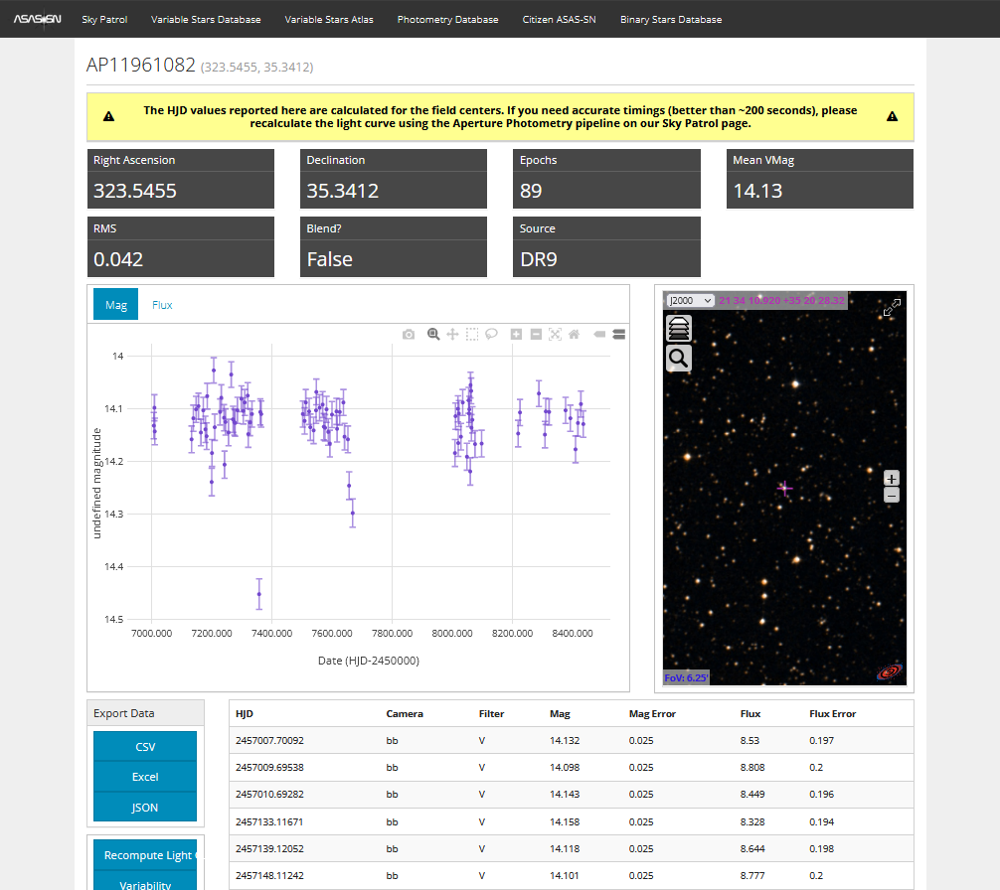 ASAS-SN Sky Patrol Variable Stars Database Variable Stars Atlas Photometry Database Citizen ASAS-SN Binary Stars Database
AP11961082 (323.5455, 35.3412)
The HJD values reported here are calculated for the field centers. If you need accurate timings (better than ~200 seconds), please
recalculate the light curve using the Aperture Photometry pipeline on our Sky Patrol page.
Right Ascension Declination Epochs Mean VMag
323.5455 35.3412 89 14.13
RMS Blend? Source
0.042 False DR9
Mag Flux
J2000 21 34 10.920 +35 20 28.32
14
14.1
14.2
14.3
14.4
14.5
undefined magnitude
7000.000 7200.000 7400.000 7600.000 7800.000 8000.000 8200.000 8400.000
Date (HJD-2450000)
+
−
FoV: 6.25'
Export Data
CSV
Excel
JSON
Recompute Light
Variability
HJD Camera Filter Mag Mag Error Flux Flux Error
2457007.70092 bb V 14.132 0.025 8.53 0.197
2457009.69538 bb V 14.098 0.025 8.808 0.2
2457010.69282 bb V 14.143 0.025 8.449 0.196
2457133.11671 bb V 14.158 0.025 8.328 0.194
2457139.12052 bb V 14.118 0.025 8.644 0.198
2457148.11242 bb V 14.101 0.025 8.777 0.2